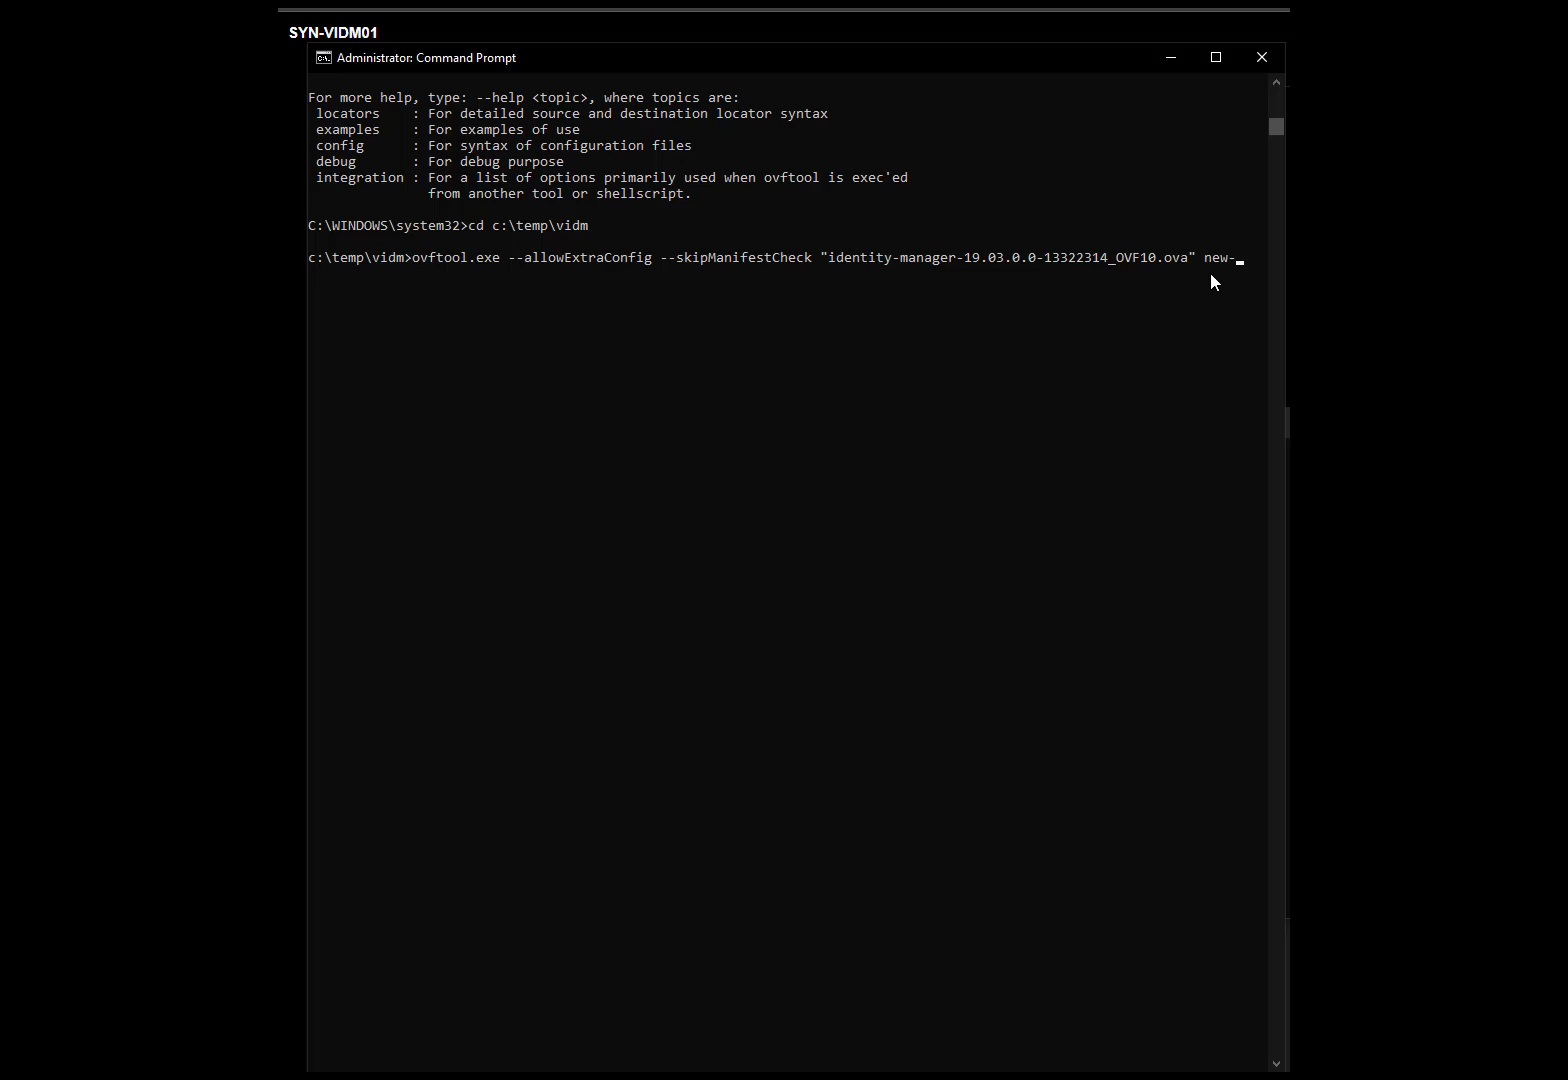 SYN-VIDM01
Administrator: Command Prompt
For more help, type: --help <topic>, where topics are:
locators : For detailed source and destination locator syntax
examples : For examples of use
config : For syntax of configuration files
debug : For debug purpose
integration : For a list of options primarily used when ovftool is exec'ed
from another tool or shellscript.
C:\WINDOWS\system32>cd c:\temp\vidm
c:\temp\vidm>ovftool.exe --allowExtraConfig --skipManifestCheck "identity-manager-19.03.0.0-13322314_OVF10.ova" new-